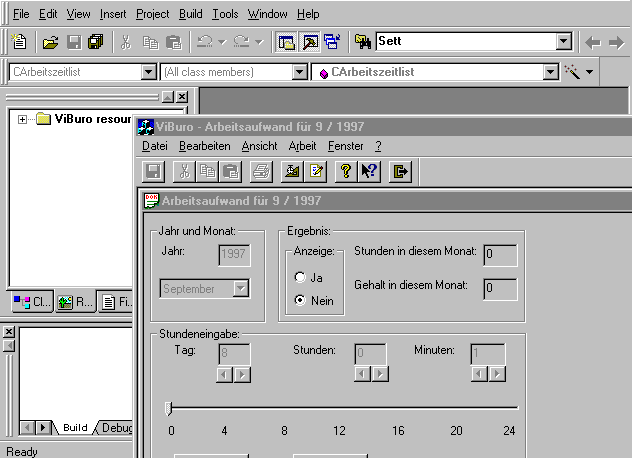 File Edit View Insert Project Build Tools Window Help
Sett
CArbeitszeitlist (All class members) CArbeitszeitlist
ViBuro resour
ViBuro - Arbeitsaufwand für 9 / 1997
Datei Bearbeiten Ansicht Arbeit Fenster ?
Arbeitsaufwand für 9 / 1997
Jahr und Monat: Ergebnis:
Jahr: 1997 Anzeige: Stunden in diesem Monat: 0
Ja
September Gehalt in diesem Monat: 0
Nein
Cl... R... Fi...
Stundeneingabe:
Tag: 8 Stunden: 0 Minuten: 1
0 4 8 12 16 20 24
Build Debug
Ready